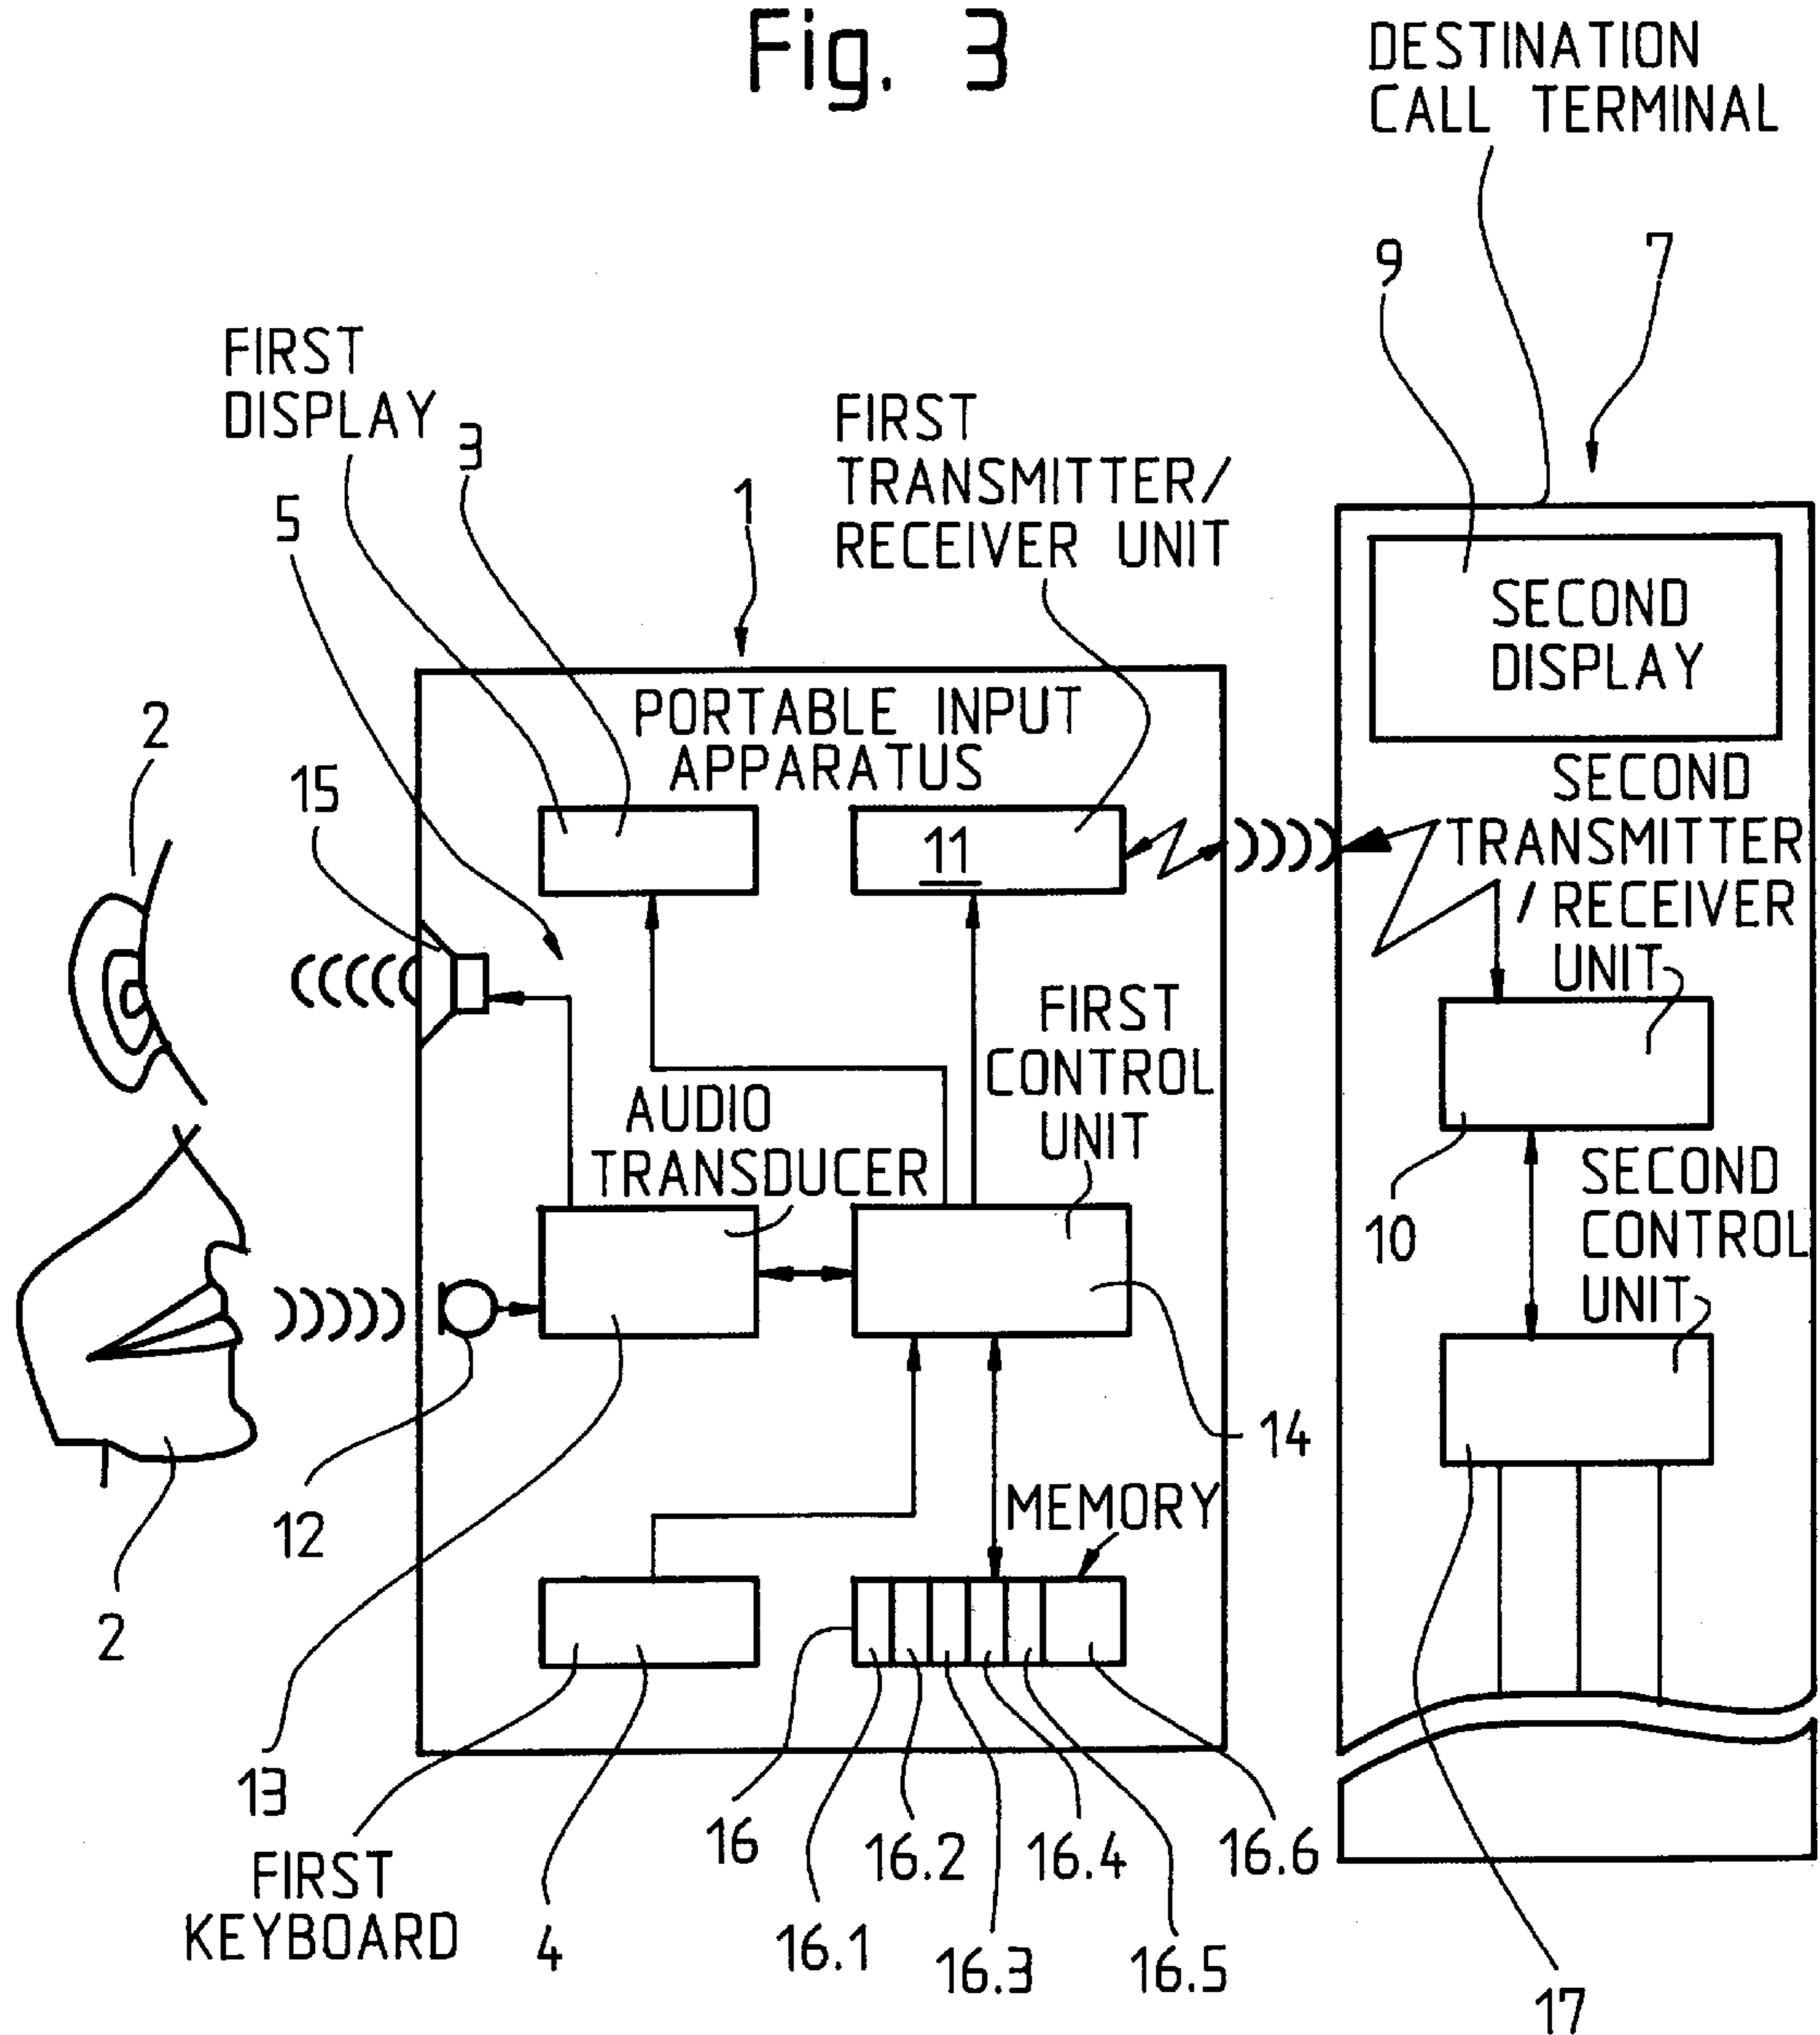 Fig. 3
DESTINATION
CALL TERMINAL
9
7
FIRST
DISPLAY
3
5
1
FIRST
TRANSMITTER/
RECEIVER UNIT
SECOND
DISPLAY
PORTABLE INPUT
APPARATUS
2
15
11
SECOND
TRANSMITTER
/RECEIVER
UNIT
FIRST
CONTROL
UNIT
AUDIO
TRANSDUCER
10
SECOND
CONTROL
UNIT
14
12
MEMORY
2
13
16
16.2
16.4
16.6
FIRST
KEYBOARD
4
16.1
16.3
16.5
17